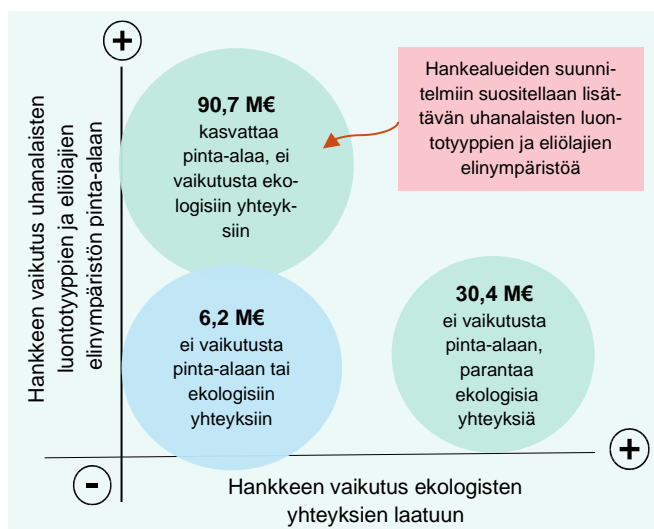 +
Hankkeen vaikutus uhanalaisten
luontotyyppien ja eliölajien
elinympäristön pinta-alaan
90,7 M€
kasvattaa
pinta-alaa, ei
vaikutusta eko-
logisiin yhteyk-
siin
Hankealueiden suunni-
telmiin suositellaan lisät-
tävän uhanalaisten luon-
totyyppien ja eliölajien
elinympäristöä
6,2 M€
ei vaikutusta
pinta-alaan tai
ekologisiin
yhteyksiin
30,4 M€
ei vaikutusta
pinta-alaan,
parantaa
ekologisia
yhteyksiä
+
-
Hankkeen vaikutus ekologisten
yhteyksien laatuun